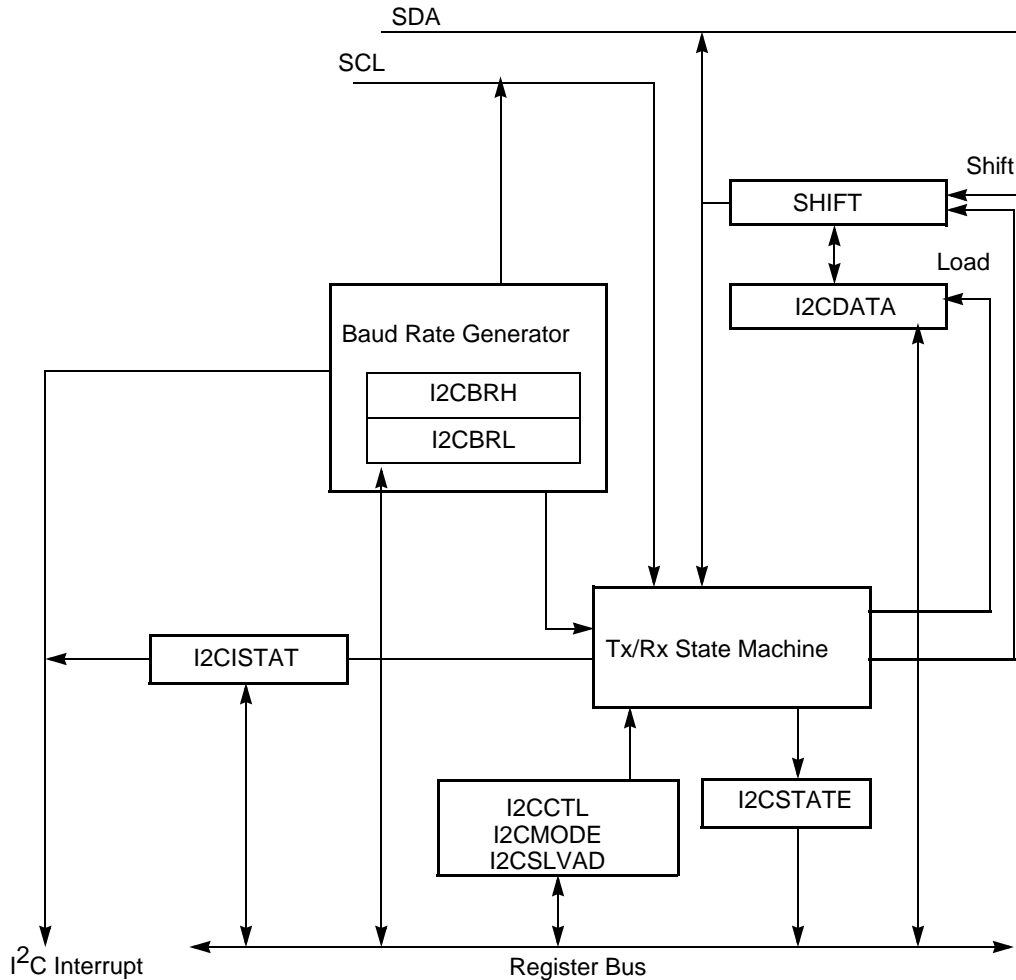 SDA
SCL
Shift
SHIFT
Load
I2CDATA
Baud Rate Generator
I2CBRH
I2CBRL
Tx/Rx State Machine
I2CISTAT
I2CCTL
I2CMODE
I2CSLVAD
I2CSTATE
I2C Interrupt
Register Bus